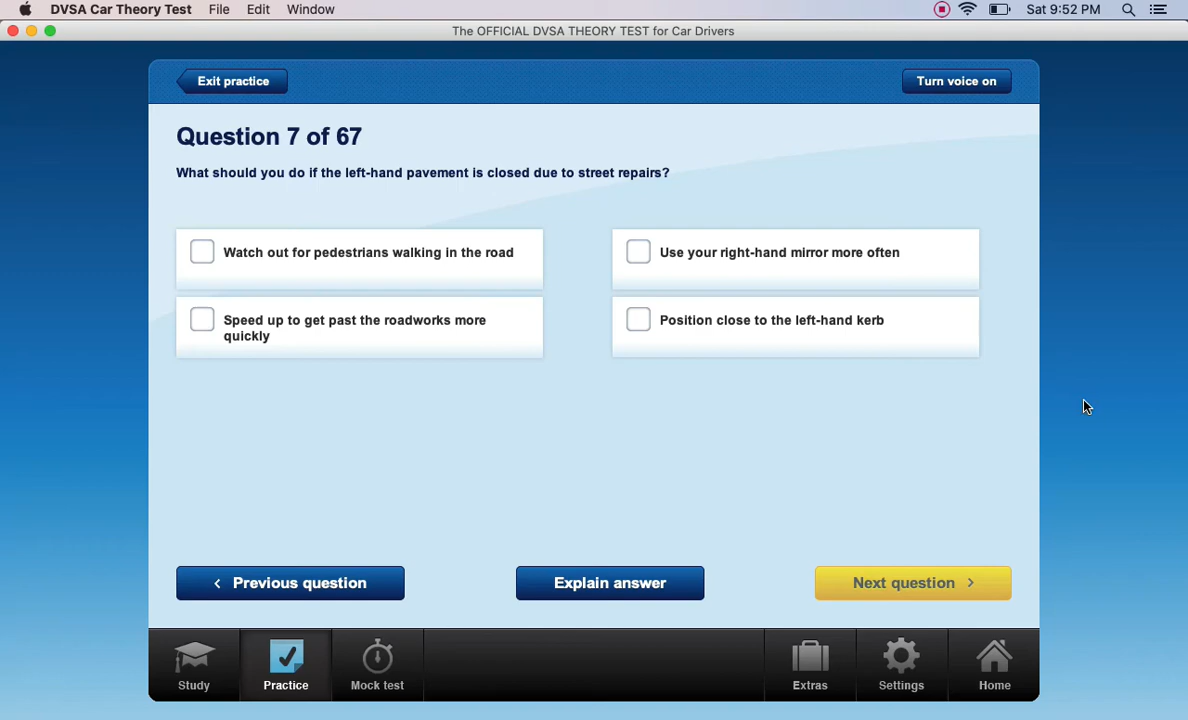 DVSA Car Theory Test File Edit Window Sat 9:52 PM
The OFFICIAL DVSA THEORY TEST for Car Drivers
Exit practice
Turn voice on
Question 7 of 67
What should you do if the left-hand pavement is closed due to street repairs?
Watch out for pedestrians walking in the road
Use your right-hand mirror more often
Speed up to get past the roadworks more
quickly
Position close to the left-hand kerb
Previous question
Explain answer
Next question
Study
Practice
Mock test
Extras
Settings
Home